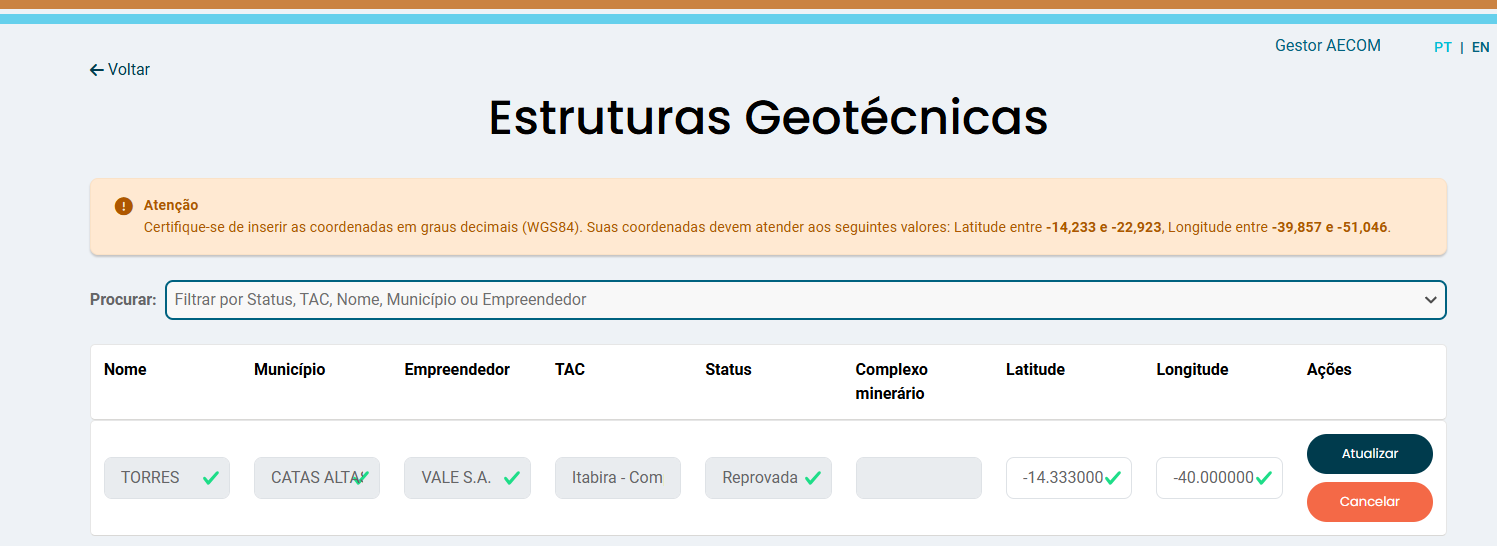 Gestor AECOM
PT | EN
Voltar
Estruturas Geotécnicas
Atenção
Certifique-se de inserir as coordenadas em graus decimais (WGS84). Suas coordenadas devem atender aos seguintes valores: Latitude entre -14,233 e -22,923, Longitude entre -39,857 e -51,046.
Procurar: Filtrar por Status, TAC, Nome, Município ou Empreendedor
Nome Município Empreendedor TAC Status Complexo minerário Latitude Longitude Ações
TORRES CATAS ALTAS VALE S.A. Itabira - Com Reprovada -14.333000 -40.000000 Atualizar
Cancelar